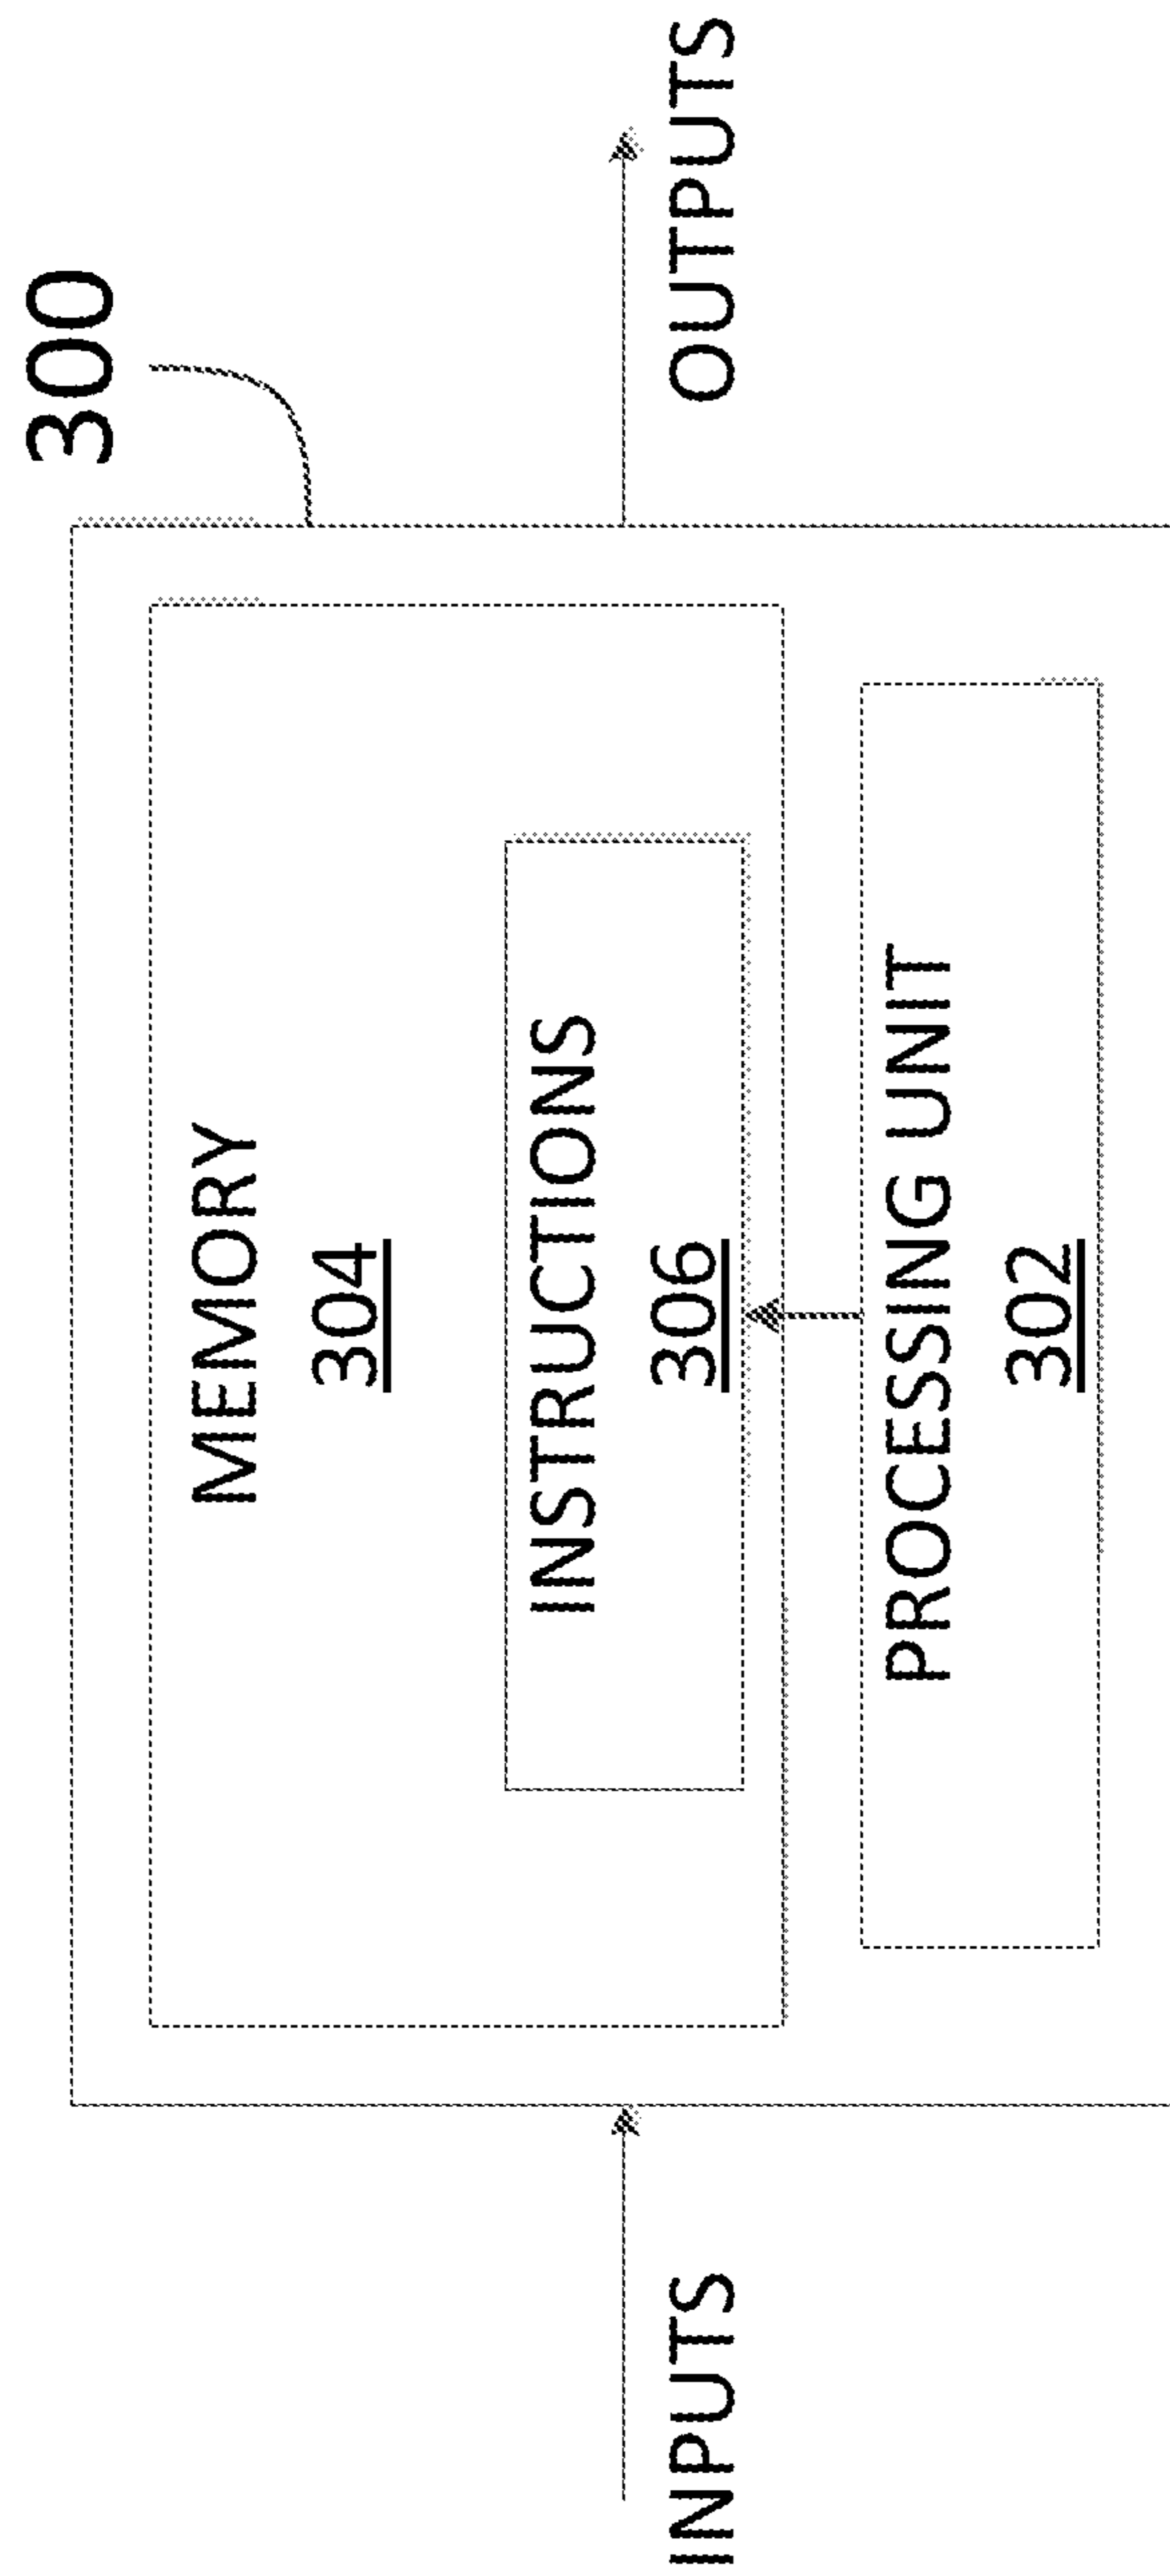 300
MEMORY
304
INSTRUCTIONS
306
INPUTS
OUTPUTS
PROCESSING UNIT
302